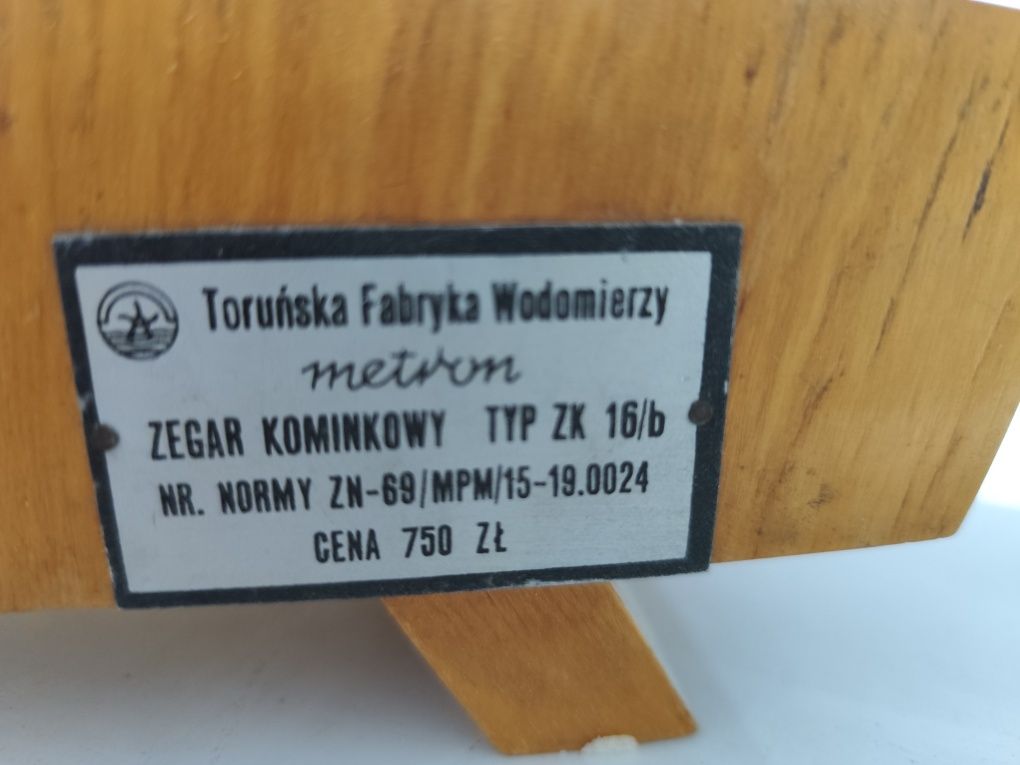 Toruńska Fabryka Wodomierzy
metron
ZEGAR KOMINKOWY TYP ZK 16/b
NR. NORMY ZN-69/MPM/15-19.0024
CENA 750 ZŁ